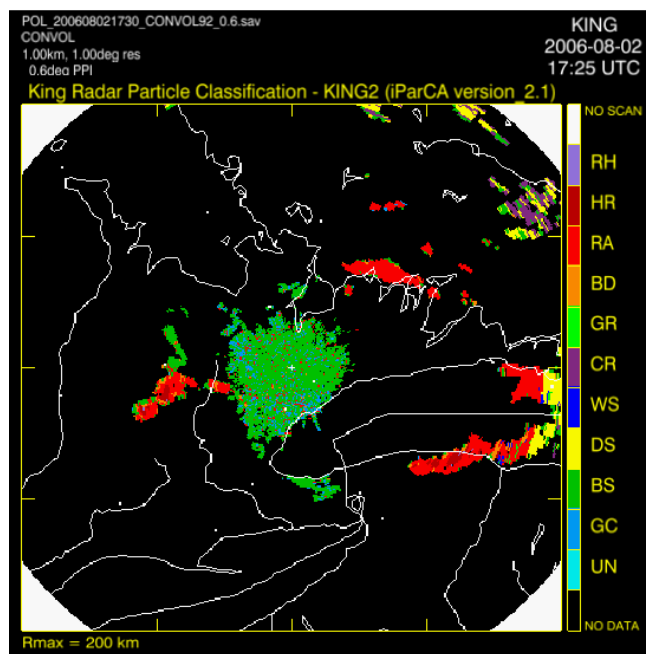 POL_200608021730_CONVOL92_0.6.sav
CONVOL
1.00km, 1.00deg res
0.6deg PPI
KING
2006-08-02
17:25 UTC
King Radar Particle Classification - KING2 (iParCA version_2.1)
NO SCAN
RH
HR
RA
BD
GR
CR
WS
DS
BS
GC
UN
NO DATA
Rmax = 200 km